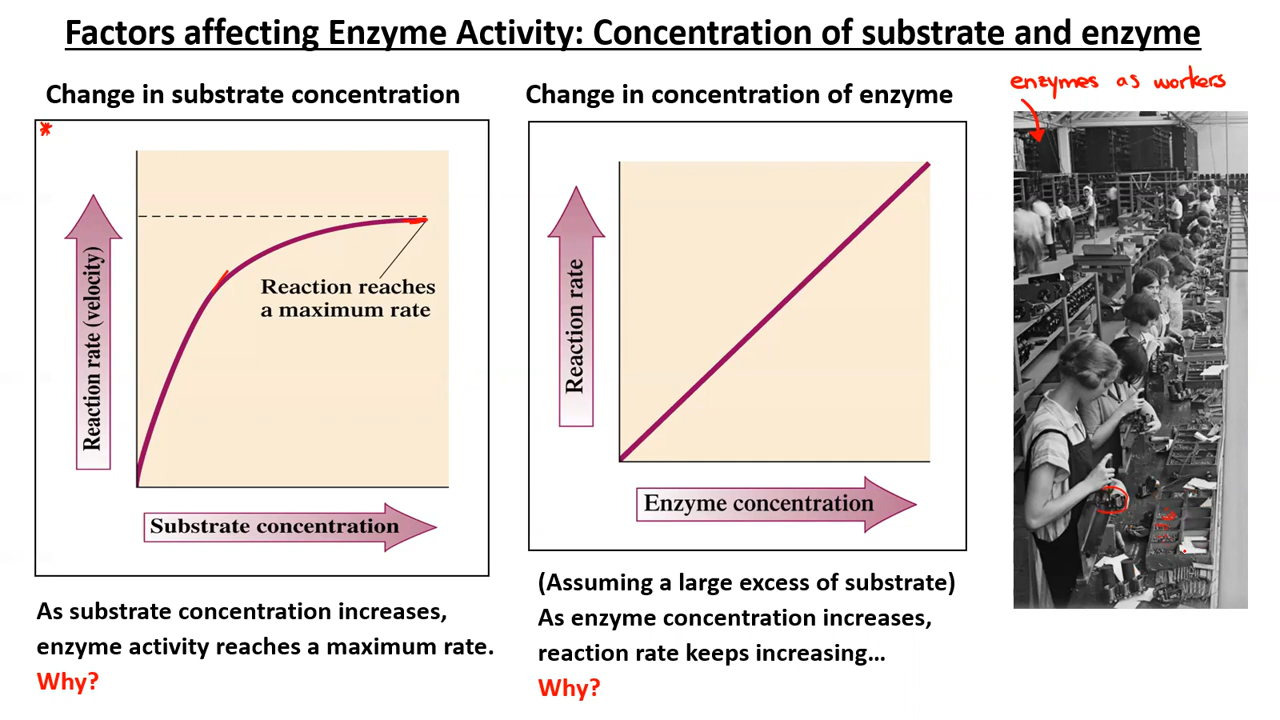 Factors affecting Enzyme Activity: Concentration of substrate and enzyme
Change in substrate concentration
Change in concentration of enzyme
enzymes as workers
*
Reaction rate (velocity)
Reaction reaches
a maximum rate
Substrate concentration
Reaction rate
Enzyme concentration
As substrate concentration increases,
enzyme activity reaches a maximum rate.
Why?
(Assuming a large excess of substrate)
As enzyme concentration increases,
reaction rate keeps increasing…
Why?